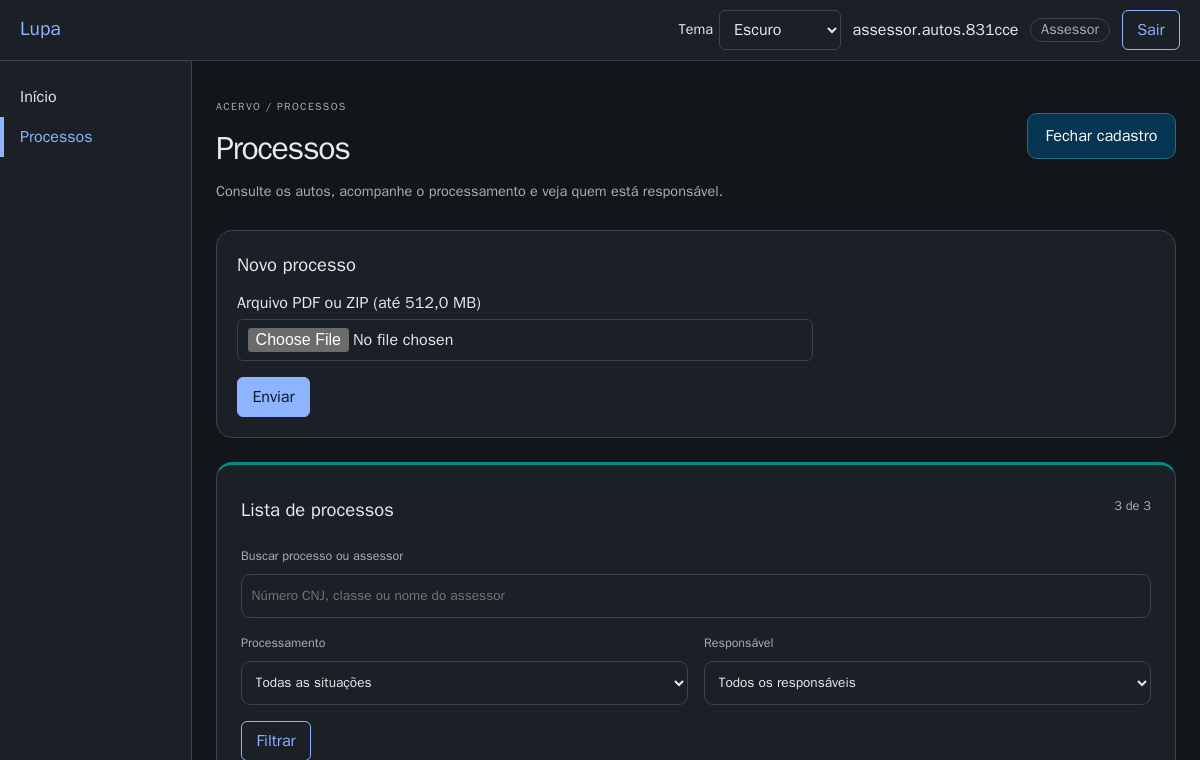 Lupa
Tema
Escuro
assessor.autos.831cce
Assessor
Sair
Início
Processos
ACERVO / PROCESSOS
Processos
Consulte os autos, acompanhe o processamento e veja quem está responsável.
Fechar cadastro
Novo processo
Arquivo PDF ou ZIP (até 512,0 MB)
Choose File No file chosen
Enviar
Lista de processos
3 de 3
Buscar processo ou assessor
Número CNJ, classe ou nome do assessor
Processamento
Responsável
Todas as situações
Todos os responsáveis
Filtrar